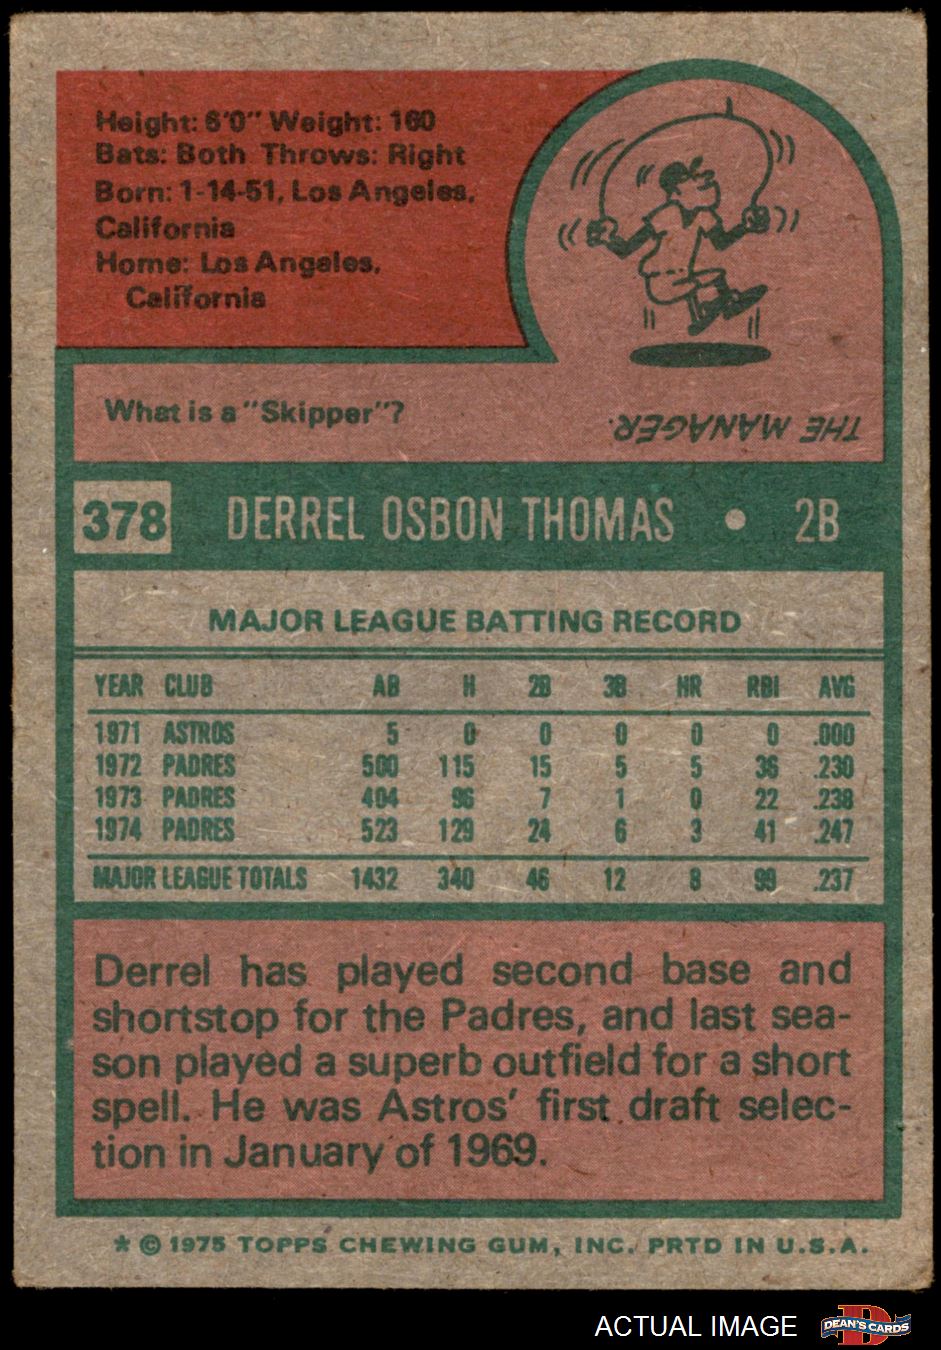 Height: 6'0" Weight: 160
Bats: Both Throws: Right
Born: 1-14-51, Los Angeles,
California
Home: Los Angeles,
California
What is a "Skipper"?
THE MANAGER.
378 DERREL OSBON THOMAS • 2B
MAJOR LEAGUE BATTING RECORD
YEAR CLUB AB H 2B 3B HR RBI AVG
1971 ASTROS 5 0 0 0 0 0 .000
1972 PADRES 500 115 15 5 5 36 .230
1973 PADRES 404 96 7 1 0 22 .238
1974 PADRES 523 129 24 6 3 41 .247
MAJOR LEAGUE TOTALS 1432 340 46 12 8 99 .237
Derrel has played second base and
shortstop for the Padres, and last sea-
son played a superb outfield for a short
spell. He was Astros' first draft selec-
tion in January of 1969.
* © 1975 TOPPS CHEWING GUM, INC. PRTD IN U.S.A.
ACTUAL IMAGE
D
DEAN'S CARDS